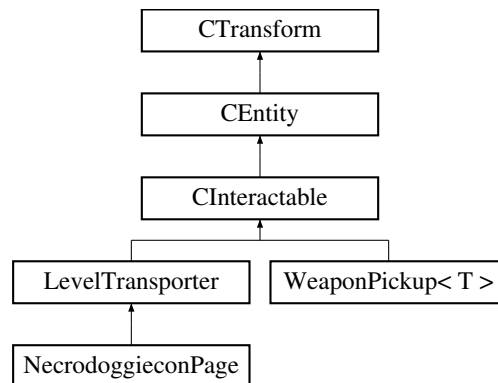 CTransform
CEntity
CInteractable
LevelTransporter
WeaponPickup< T >
NecrodoggieconPage